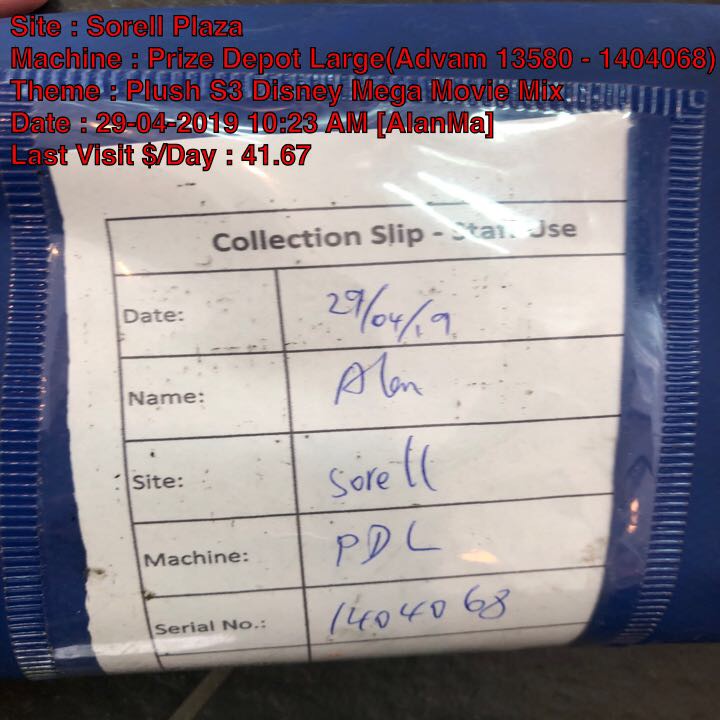 Site : Sorell Plaza
Machine : Prize Depot Large(Advam 13580 - 1404068)
Theme : Plush S3 Disney Mega Movie Mix
Date : 29-04-2019 10:23 AM [AlanMa]
Last Visit $/Day : 41.67
Collection Slip - Staff Use
Date: 29/04/19
Name: Alan
Site: Sorell
Machine: PDL
Serial No.: 1404068